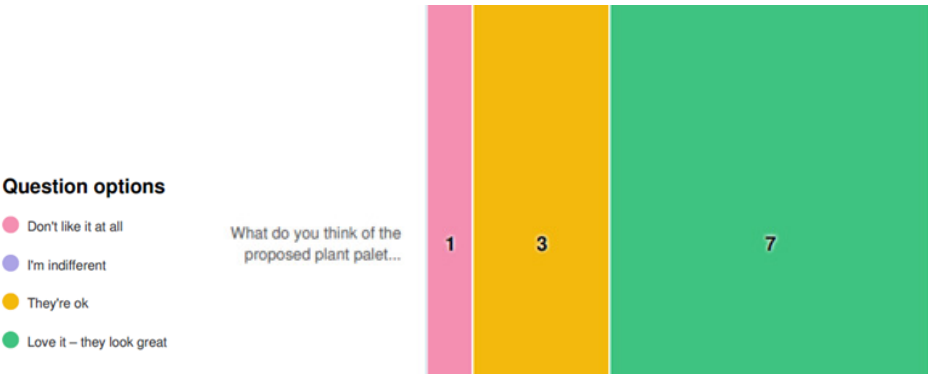 Question options
Don't like it at all
I'm indifferent
They're ok
Love it – they look great
What do you think of the
proposed plant palet...
1
3
7